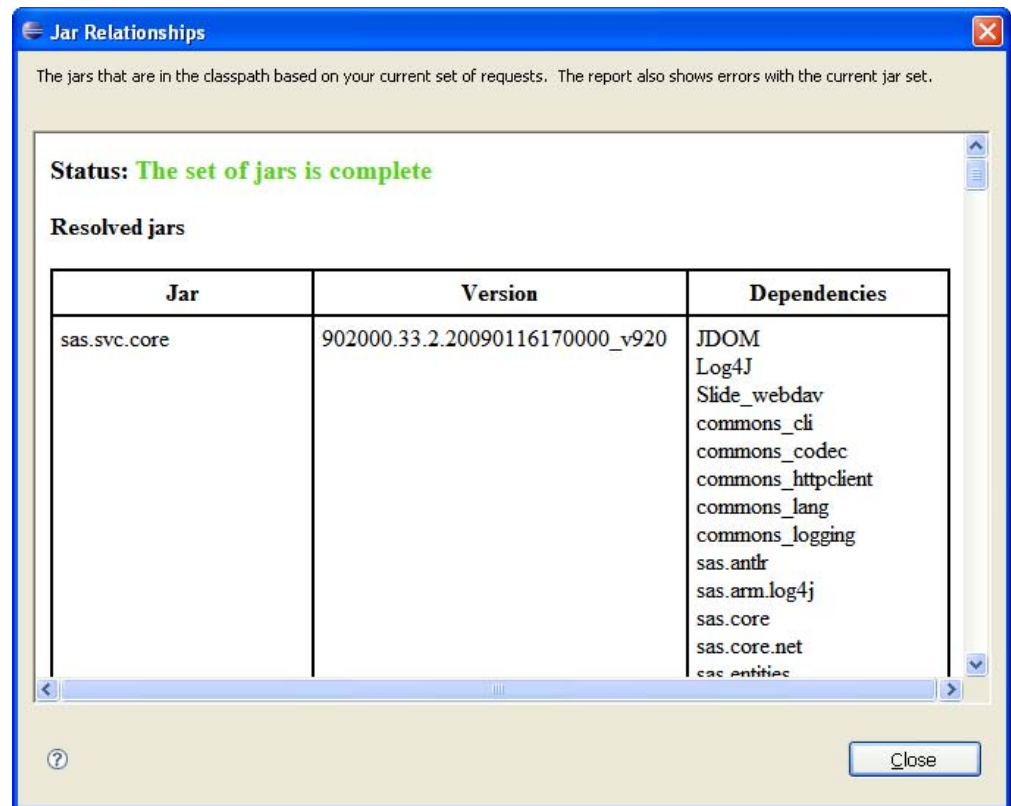 Jar Relationships
The jars that are in the classpath based on your current set of requests.  The report also shows errors with the current jar set.
Status: The set of jars is complete
Resolved jars
Jar Version Dependencies
sas.svc.core 902000.33.2.20090116170000_v920 JDOM
Log4J
Slide_webdav
commons_cli
commons_codec
commons_httpclient
commons_lang
commons_logging
sas.antlr
sas.arm.log4j
sas.core
sas.core.net
sas.entities
Close